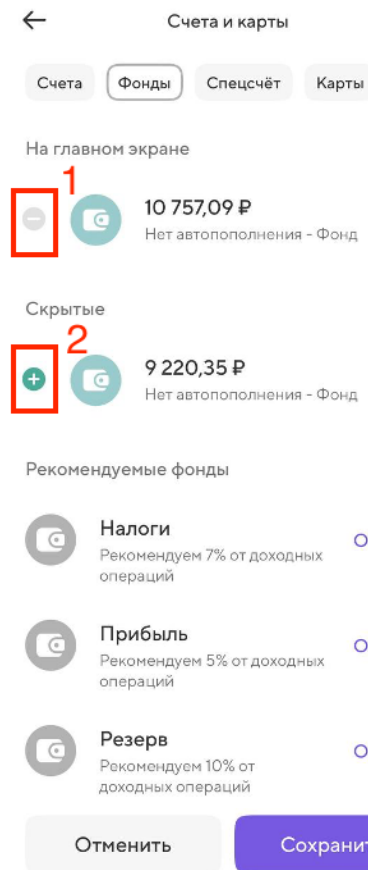 Счета и карты
Счета Фонды Спецсчёт Карты
На главном экране
1
10 757,09 ₽
Нет автопополнения - Фонд
Скрытые
2
9 220,35 ₽
Нет автопополнения - Фонд
Рекомендуемые фонды
Налоги
Рекомендуем 7% от доходных
операций
Прибыль
Рекомендуем 5% от доходных
операций
Резерв
Рекомендуем 10% от
доходных операций
Отменить